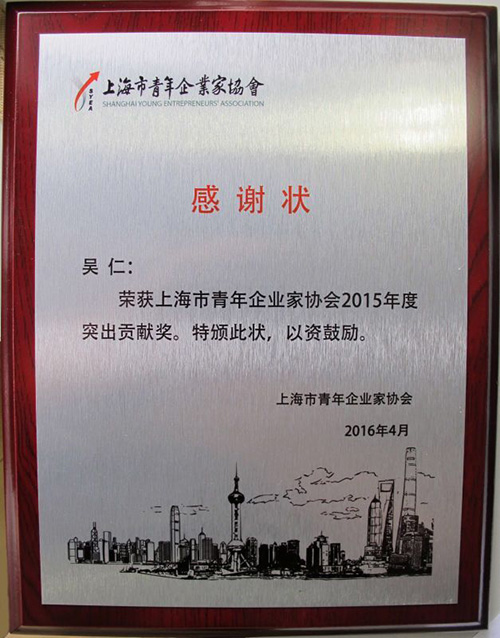 SYEA
上海市青年企業家協會
SHANGHAI YOUNG ENTREPRENEURS' ASSOCIATION
感谢状
吴仁：
荣获上海市青年企业家协会2015年度
突出贡献奖。特颁此状，以资鼓励。
上海市青年企业家协会
2016年4月